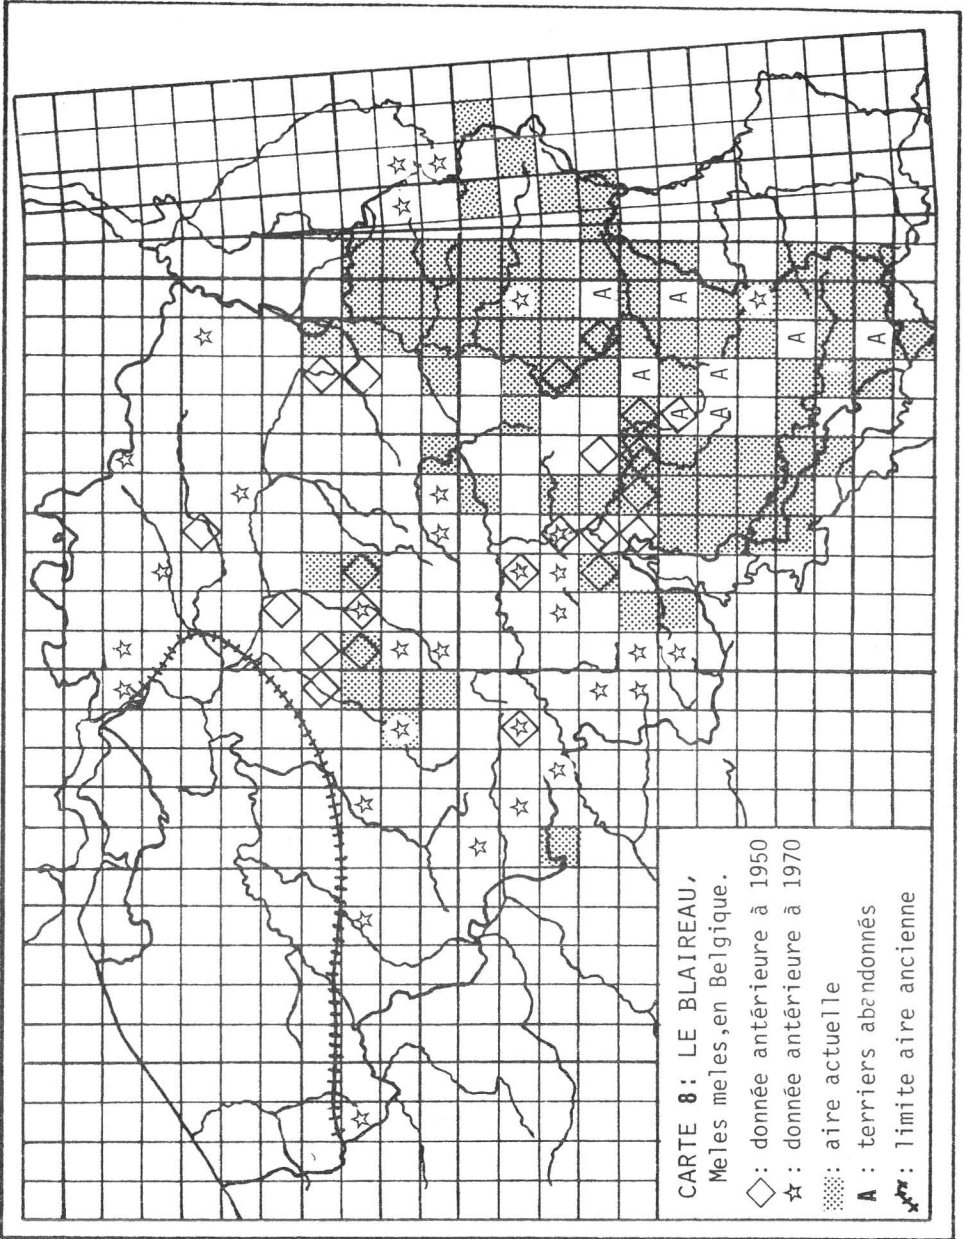 CARTE 8: LE BLAIREAU,
Meles meles,en Belgique.
: donnée antérieure à 1950
: donnée antérieure à 1970
: aire actuelle
A : terriers abandonnés
: limite aire ancienne
A
A
A
A
A
A
A
A